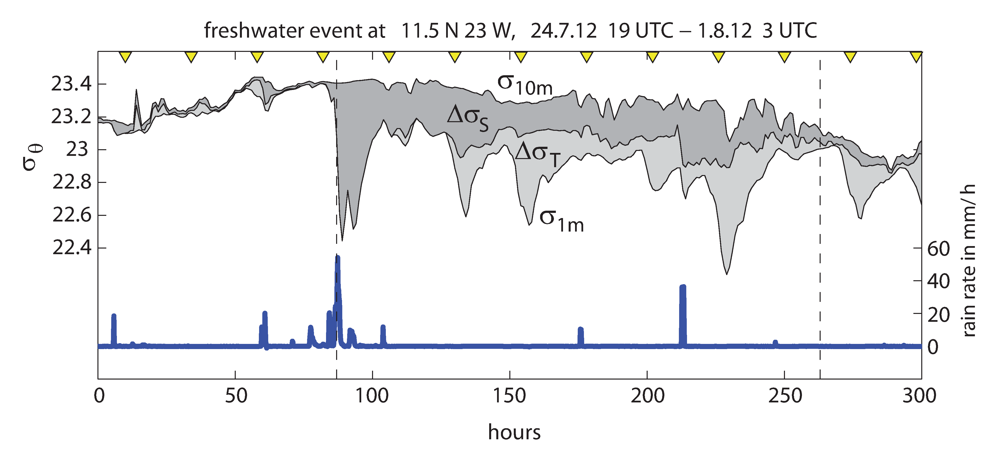 freshwater event at 11.5 N 23 W, 24.7.12 19 UTC – 1.8.12 3 UTC
23.4
23.2
23
22.8
22.6
22.4
σθ
σ10m
ΔσS
ΔσT
σ1m
60
40
20
0
rain rate in mm/ h
0 50 100 150 200 250 300
hours